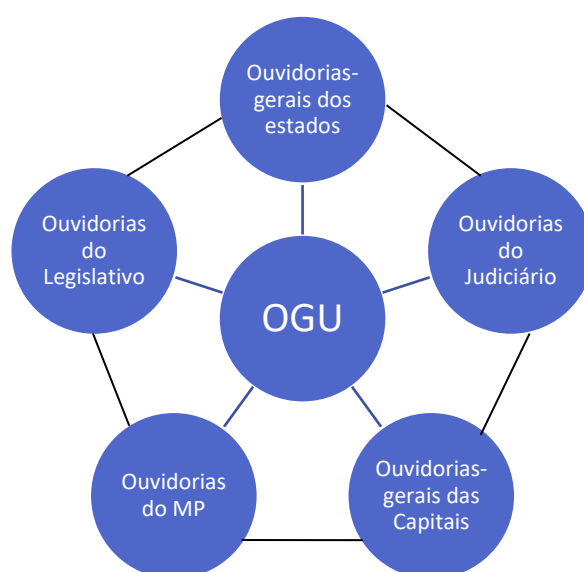 Ouvidorias-
gerais dos
estados
Ouvidorias
do
Legislativo
Ouvidorias
do
Judiciário
OGU
Ouvidorias
do MP
Ouvidorias-
gerais das
Capitais